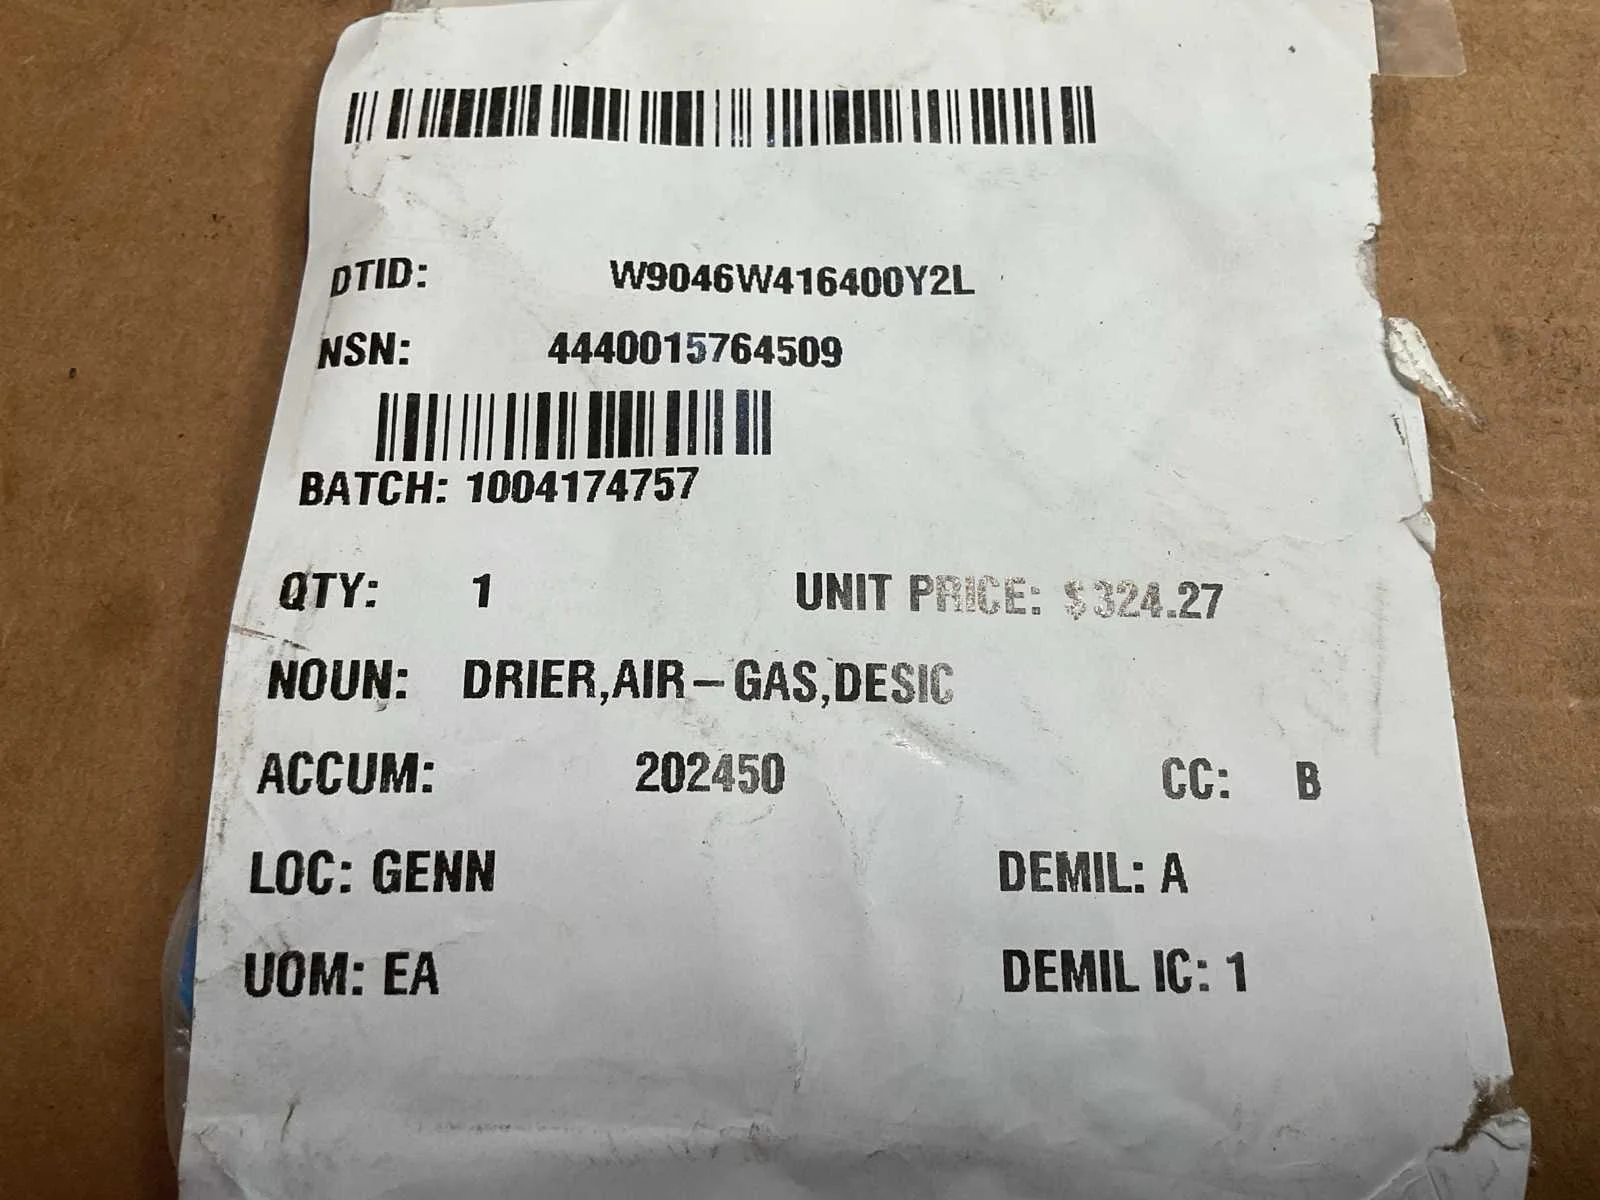 DTID: W9046W416400Y2L
NSN: 4440015764509
BATCH: 1004174757
QTY: 1 UNIT PRICE: $324.27
NOUN: DRIER,AIR-GAS,DESIC
ACCUM: 202450 CC: B
LOC: GENN DEMIL: A
UOM: EA DEMIL IC: 1